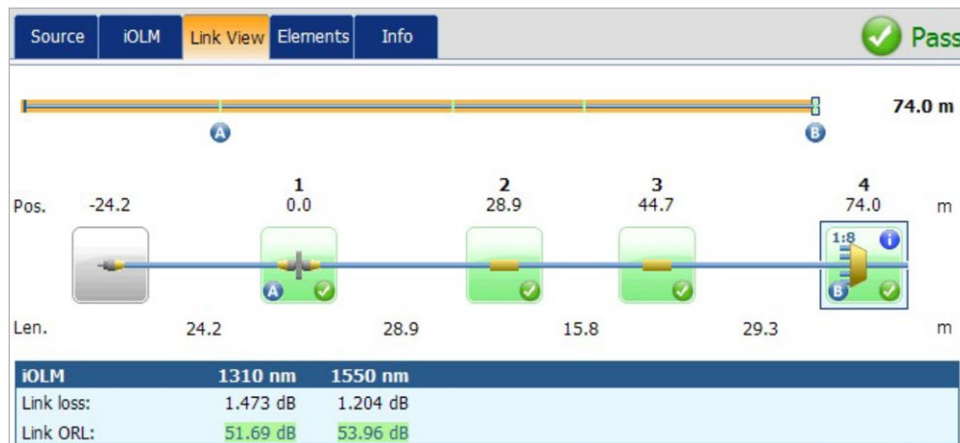 Source iOLM Link View Elements Info Pass
74.0 m
A B
1 2 3 4
Pos. -24.2 0.0 28.9 44.7 74.0 m
1:8 i
A B
Len. 24.2 28.9 15.8 29.3 m
iOLM 1310 nm 1550 nm
Link loss: 1.473 dB 1.204 dB
Link ORL: 51.69 dB 53.96 dB